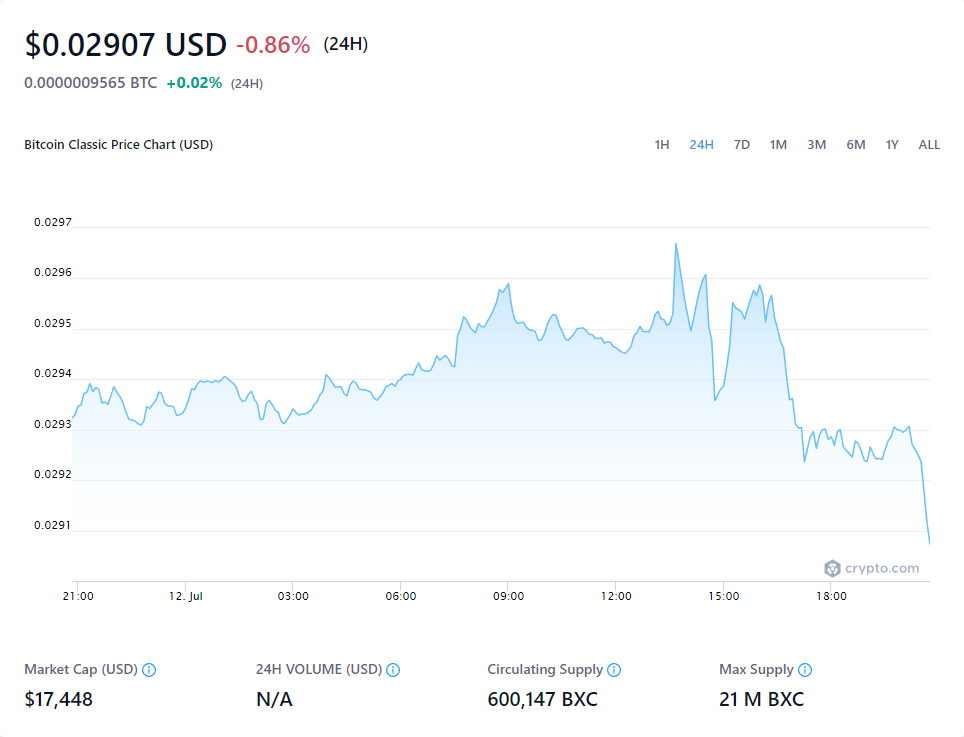 $0.02907 USD -0.86% (24H)
0.0000009565 BTC +0.02% (24H)
Bitcoin Classic Price Chart (USD) 1H 24H 7D 1M 3M 6M 1Y ALL
0.0297
0.0296
0.0295
0.0294
0.0293
0.0292
0.0291
crypto.com
21:00 12. Jul 03:00 06:00 09:00 12:00 15:00 18:00
Market Cap (USD) 24H VOLUME (USD) Circulating Supply Max Supply
$17,448 N/A 600,147 BXC 21 M BXC